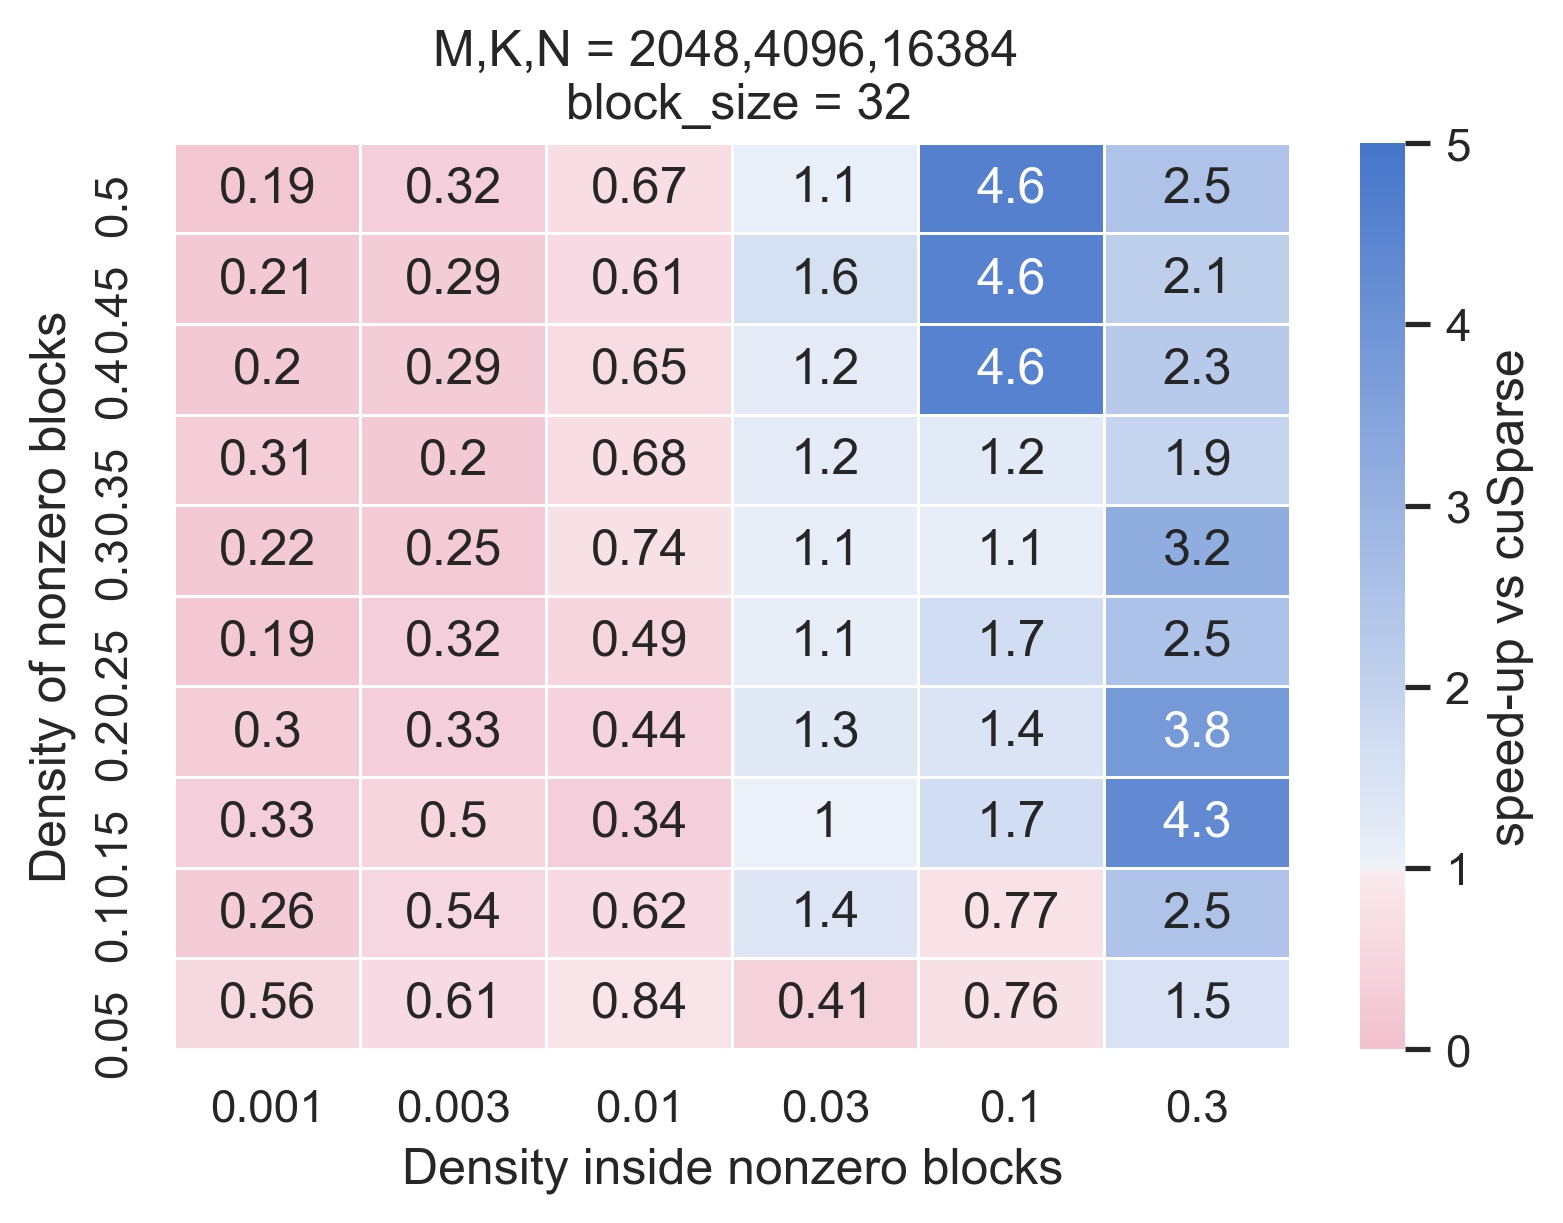 M,K,N = 2048,4096,16384
block_size = 32
Density of nonzero blocks
0.5 0.19 0.32 0.67 1.1 4.6 2.5
0.45 0.21 0.29 0.61 1.6 4.6 2.1
0.4 0.2 0.29 0.65 1.2 4.6 2.3
0.35 0.31 0.2 0.68 1.2 1.2 1.9
0.3 0.22 0.25 0.74 1.1 1.1 3.2
0.25 0.19 0.32 0.49 1.1 1.7 2.5
0.2 0.3 0.33 0.44 1.3 1.4 3.8
0.15 0.33 0.5 0.34 1 1.7 4.3
0.1 0.26 0.54 0.62 1.4 0.77 2.5
0.05 0.56 0.61 0.84 0.41 0.76 1.5
0.001 0.003 0.01 0.03 0.1 0.3
Density inside nonzero blocks
5
4
3
2
1
0
speed-up vs cuSparse